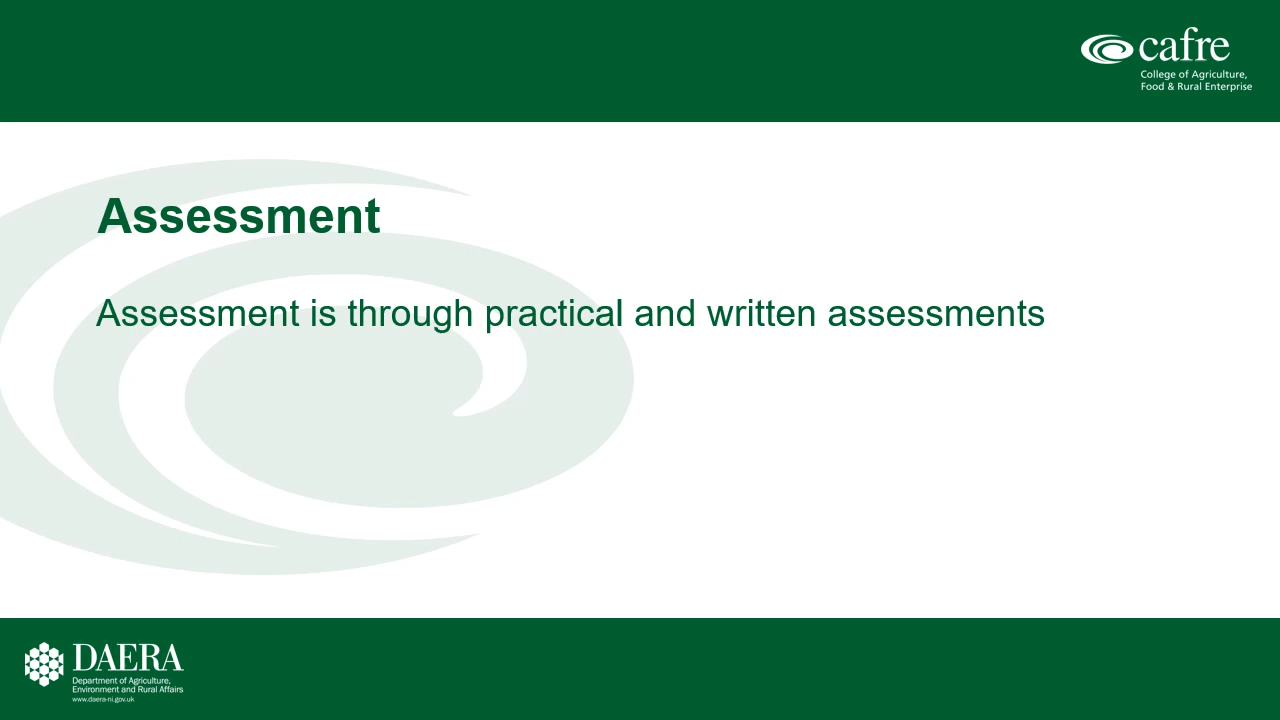 cafre
College of Agriculture,
Food & Rural Enterprise
Assessment
Assessment is through practical and written assessments
DAERA
Department of Agriculture,
Environment and Rural Affairs
www.daera-ni.gov.uk